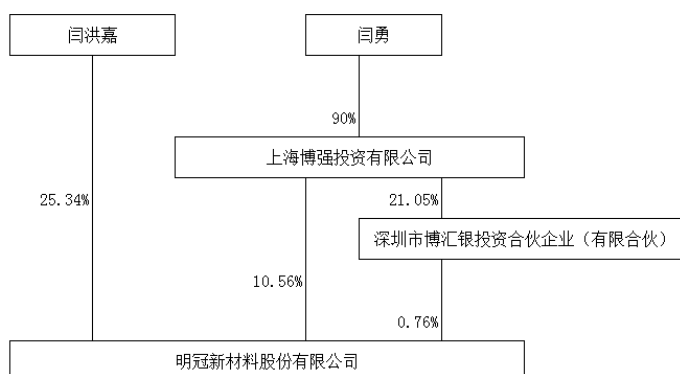 闫洪嘉
闫勇
90%
上海博强投资有限公司
25.34%
21.05%
深圳市博汇银投资合伙企业（有限合伙）
10.56%
0.76%
明冠新材料股份有限公司